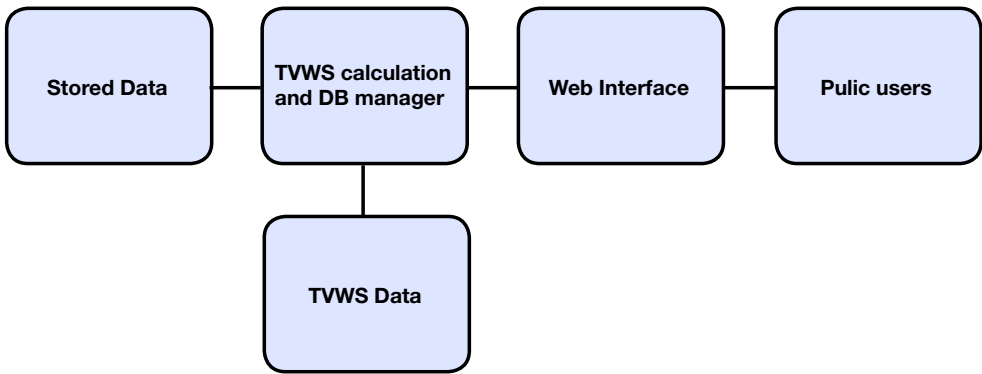 Stored Data
TVWS calculation
and DB manager
Web Interface
Pulic users
TVWS Data